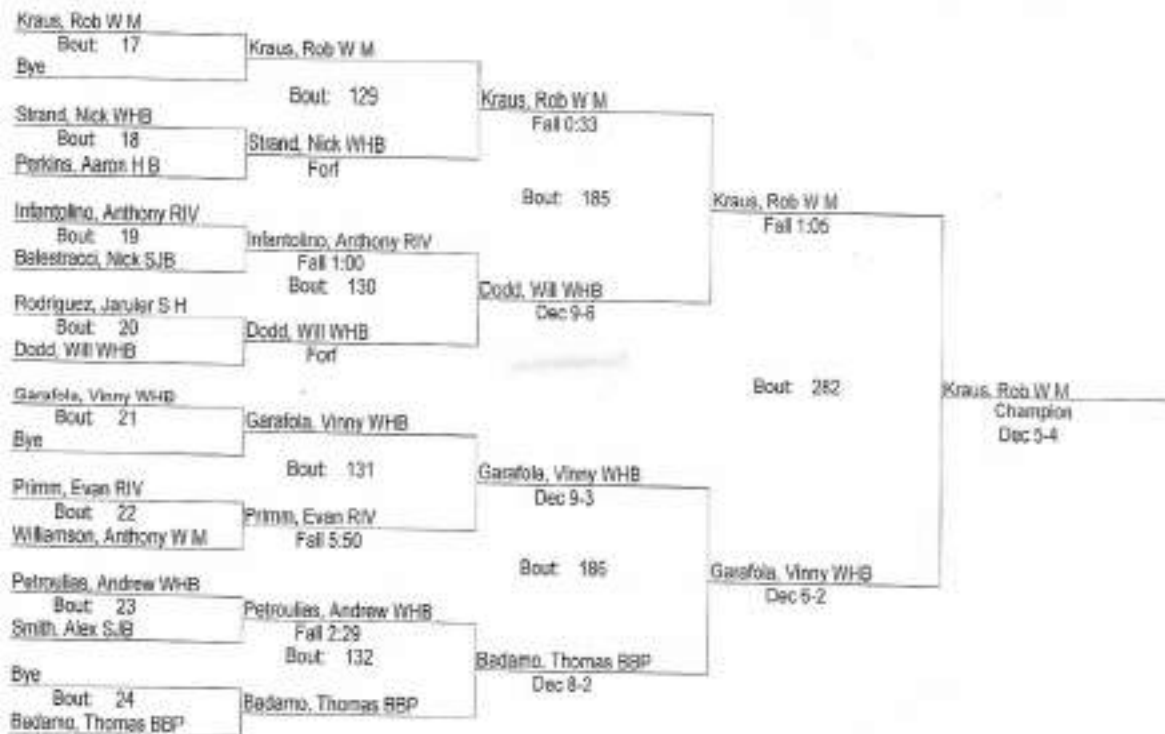 Kraus, Rob W M
Bout: 17
Bye
Kraus, Rob W M
Bout: 129
Strand, Nick WHB
Bout 18
Perkins, Aaron H B
Strand, Nick WHB
Forf
Kraus, Rob W M
Fall 0:33
Bout: 185
Infantolino, Anthony RIV
Bout: 19
Balestracci, Nick SJB
Infantolino, Anthony RIV
Fall 1:00
Bout: 130
Rodriguez, Jaruier S H
Bout: 20
Dodd, Will WHB
Dodd, Will WHB
Forf
Dodd, Will WHB
Dec 9-6
Kraus, Rob W M
Fall 1:05
Bout: 282
Kraus, Rob W M
Champion
Dec 5-4
Garafola, Vinny WHB
Bout: 21
Bye
Garafola, Vinny WHB
Bout: 131
Primm, Evan RIV
Bout: 22
Williamson, Anthony W M
Primm, Evan RIV
Fall 5:50
Garafola, Vinny WHB
Dec 9-3
Bout: 186
Petroulias, Andrew WHB
Bout: 23
Smith, Alex SJB
Petroulias, Andrew WHB
Fall 2:29
Bout: 132
Bye
Bout: 24
Badamo, Thomas BBP
Badamo, Thomas BBP
Badamo, Thomas BBP
Dec 8-2
Garafola, Vinny WHB
Dec 6-2